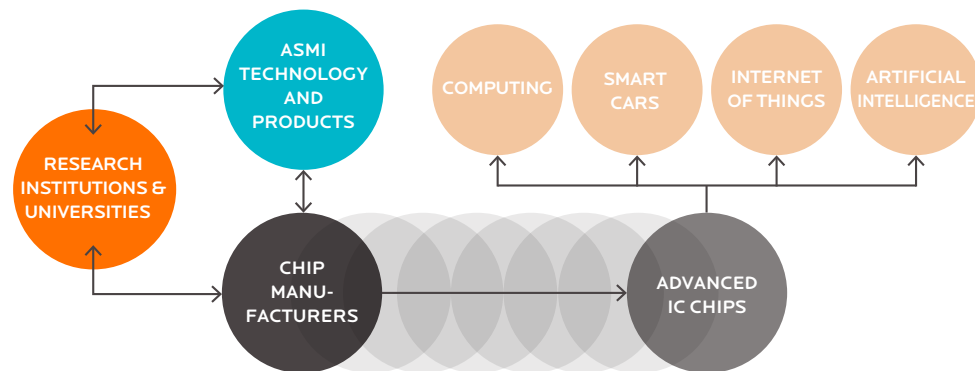 ASMI
TECHNOLOGY
AND
PRODUCTS
COMPUTING
SMART
CARS
INTERNET
OF THINGS
ARTIFICIAL
INTELLIGENCE
RESEARCH
INSTITUTIONS &
UNIVERSITIES
CHIP
MANU-
FACTURERS
ADVANCED
IC CHIPS